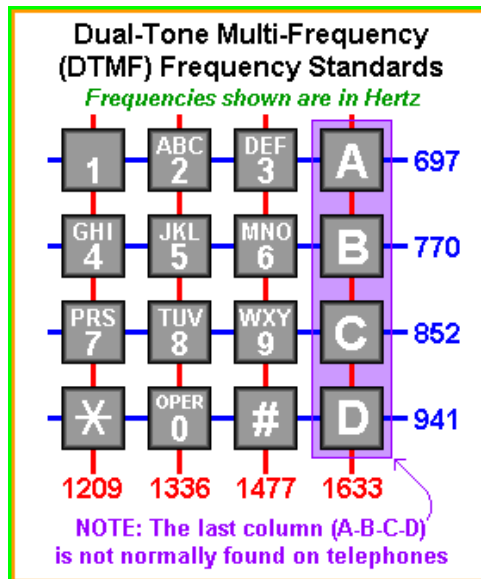 Dual-Tone Multi-Frequency
(DTMF) Frequency Standards
Frequencies shown are in Hertz
1 ABC 2 DEF 3 A 697
GHI 4 JKL 5 MNO 6 B 770
PRS 7 TUV 8 WXY 9 C 852
* OPER 0 # D 941
1209 1336 1477 1633
NOTE: The last column (A-B-C-D)
is not normally found on telephones